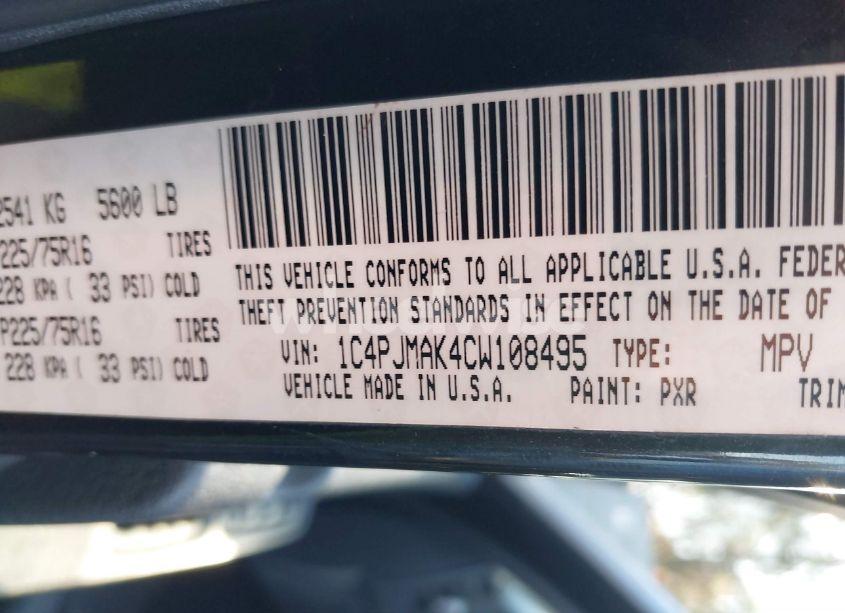 2541 KG 5600 LB
P225/75R16 TIRES
228 KPA ( 33 PSI) COLD
P225/75R16 TIRES
228 KPA ( 33 PSI) COLD
THIS VEHICLE CONFORMS TO ALL APPLICABLE U.S.A. FEDER
THEFT PREVENTION STANDARDS IN EFFECT ON THE DATE OF
VIN: 1C4PJMAK4CW108495 TYPE: MPV
VEHICLE MADE IN U.S.A. PAINT: PXR TRIM